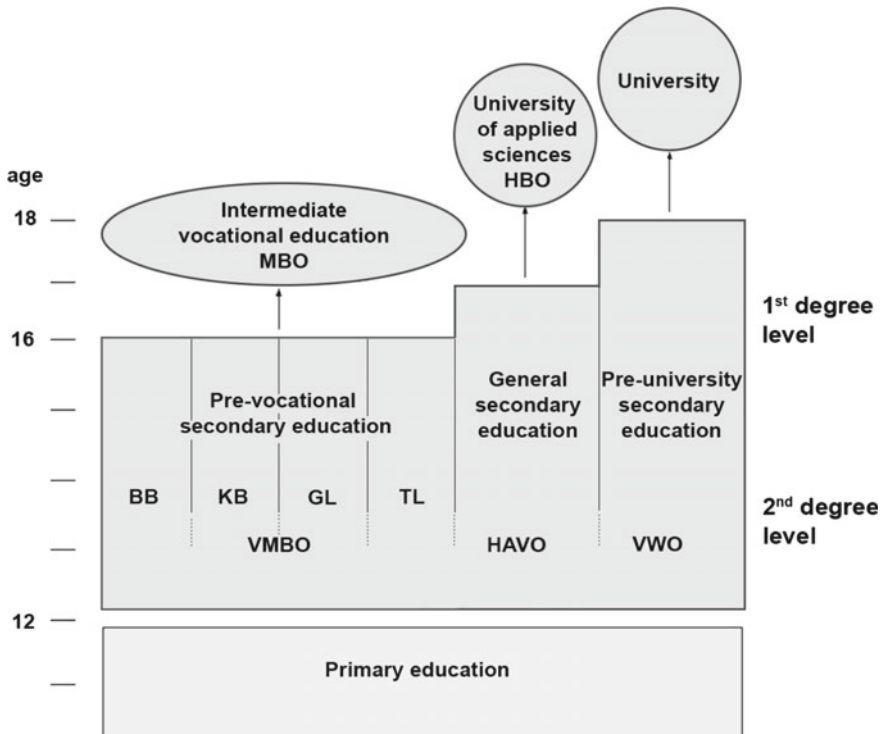 University
University
of applied
sciences
HBO
age
18
Intermediate
vocational education
MBO
1st degree
level
16
Pre-vocational
secondary education
General
secondary
education
Pre-university
secondary
education
BB KB GL TL
2nd degree
level
VMBO HAVO VWO
12
Primary education